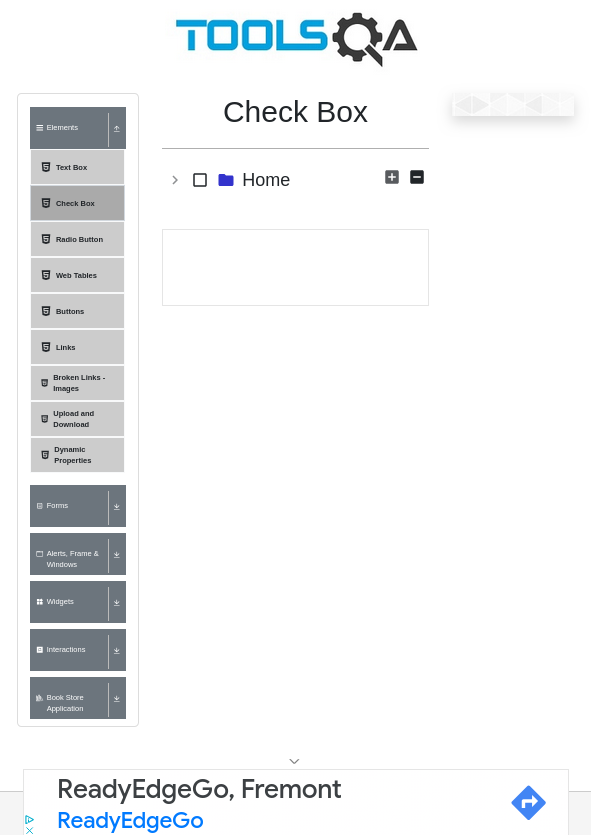 TOOLSQA
Check Box
Elements
Text Box
Check Box
Radio Button
Web Tables
Buttons
Links
Broken Links -
Images
Upload and
Download
Dynamic
Properties
Forms
Alerts, Frame &
Windows
Widgets
Interactions
Book Store
Application
Home
ReadyEdgeGo, Fremont
ReadyEdgeGo